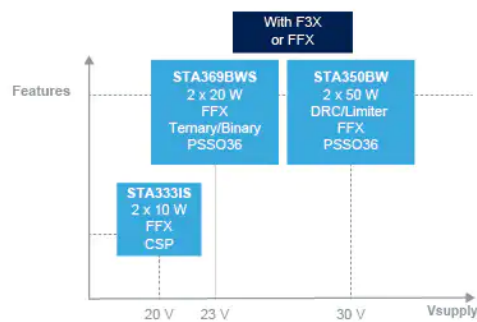 With F3X
or FFX
Features
STA369BWS
2 x 20 W
FFX
Ternary/Binary
PSSO36
STA350BW
2 x 50 W
DRC/Limiter
FFX
PSSO36
STA333IS
2 x 10 W
FFX
CSP
20 V
23 V
30 V
Vsupply